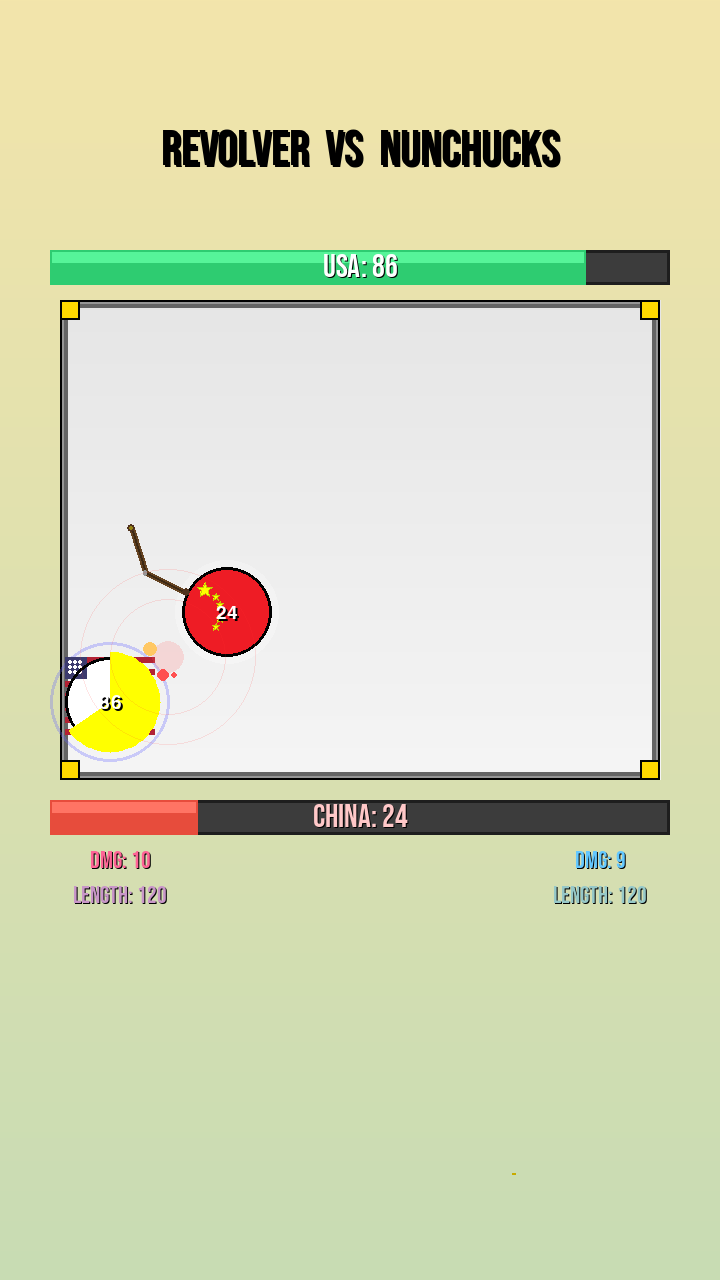 REVOLVER VS NUNCHUCKS
USA: 86
24
86
CHINA: 24
DMG: 10
DMG: 9
LENGTH: 120
LENGTH: 120